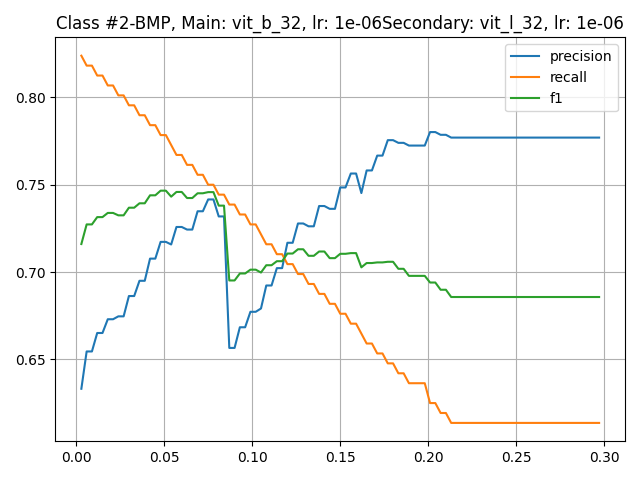 Class #2-BMP, Main: vit_b_32, lr: 1e-06Secondary: vit_l_32, lr: 1e-06
precision
recall
f1
0.80
0.75
0.70
0.65
0.00 0.05 0.10 0.15 0.20 0.25 0.30